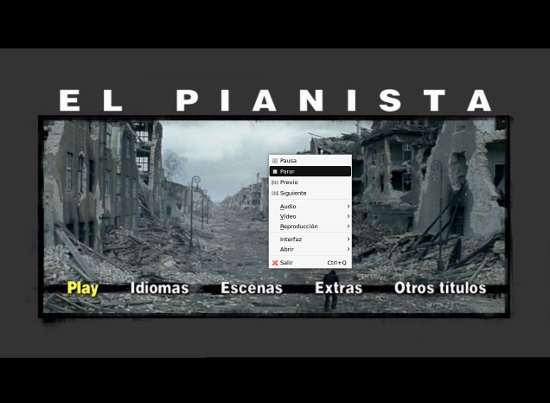 EL PIANISTA
Pausa
Parar
Previo
Siguiente
Audio
Vídeo
Reproducción
Interfaz
Abrir
Salir Ctrl+Q
Play Idiomas Escenas Extras Otros títulos